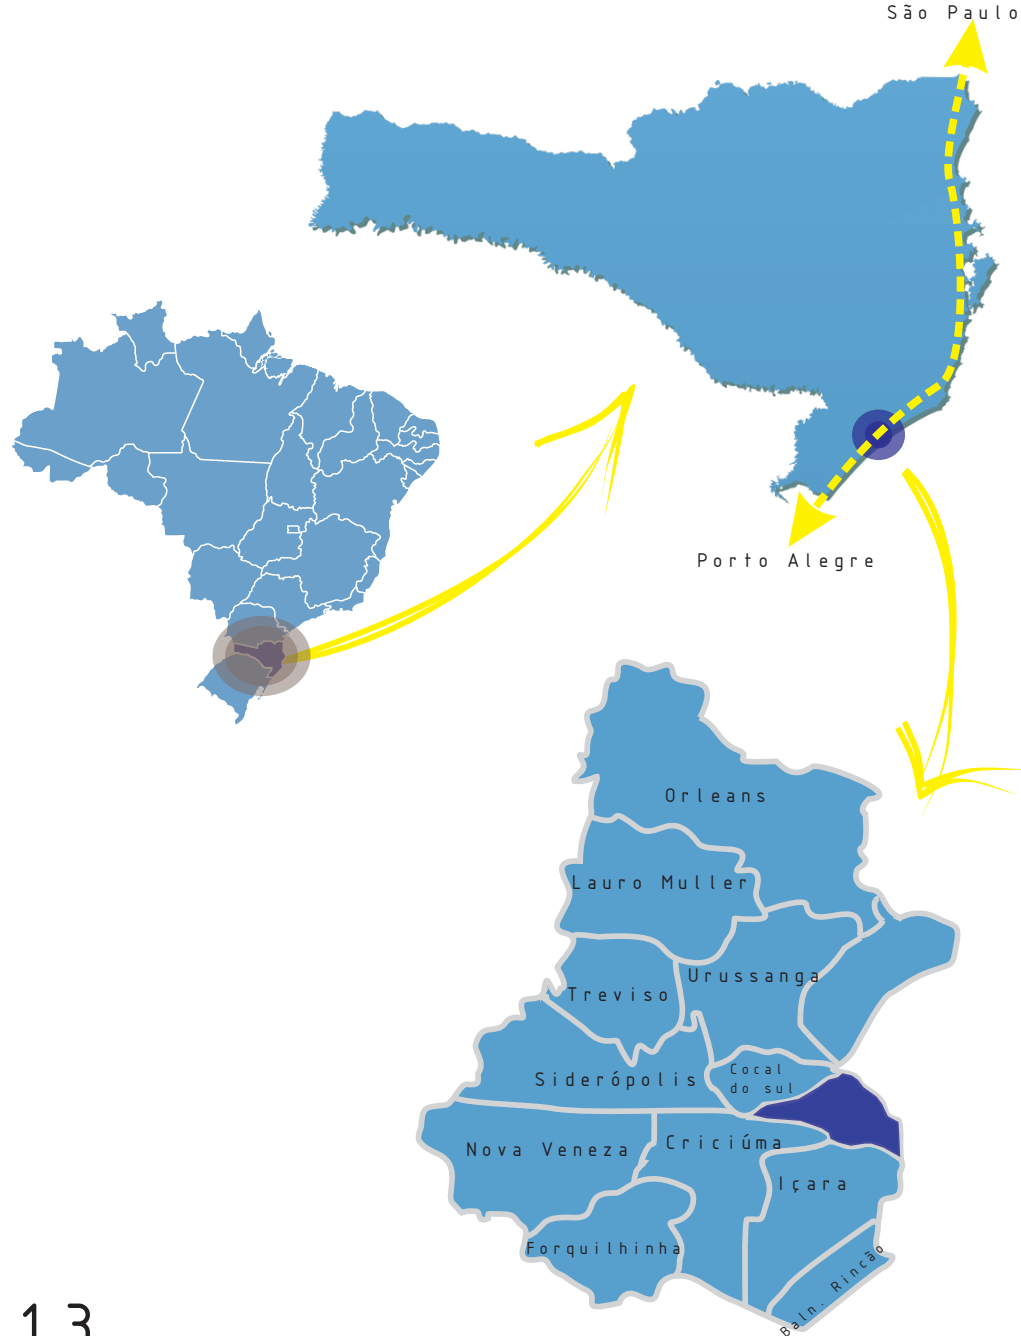 São Paulo
Porto Alegre
Orleans
Lauro Muller
Urussanga
Treviso
Cocal
do sul
Siderópolis
Criciúma
Nova Veneza
Içara
Forquilhinha
Baln. Rincão
13